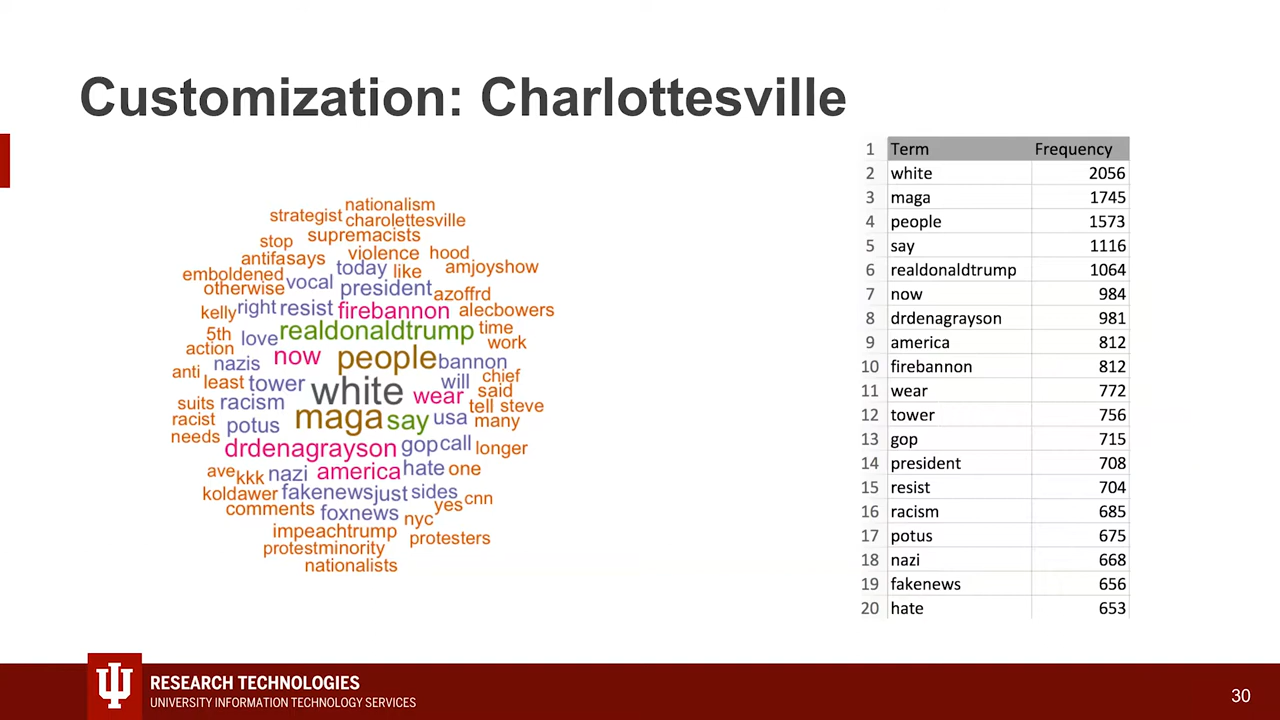 Customization: Charlottesville
nationalism
strategist charolettesville
stop supremacists
antifasays violence hood
emboldened today like amjoyshow
otherwise vocal president azoffrd
kelly right resist firebannon alecbowers
5th love realdonaldtrump time
action now people work
anti nazis bannon
least tower white will chief
suits racism maga wear said
racist potus say usa tell steve
needs many
drdenagrayson gop call longer
ave kkk nazi america hate one
koldawer fakenews just sides
comments foxnews nyc yes cnn
impeachtrump protesters
protestminority
nationalists
1 Term Frequency
2 white 2056
3 maga 1745
4 people 1573
5 say 1116
6 realdonaldtrump 1064
7 now 984
8 drdenagrayson 981
9 america 812
10 firebannon 812
11 wear 772
12 tower 756
13 gop 715
14 president 708
15 resist 704
16 racism 685
17 potus 675
18 nazi 668
19 fakenews 656
20 hate 653
RESEARCH TECHNOLOGIES
UNIVERSITY INFORMATION TECHNOLOGY SERVICES
30